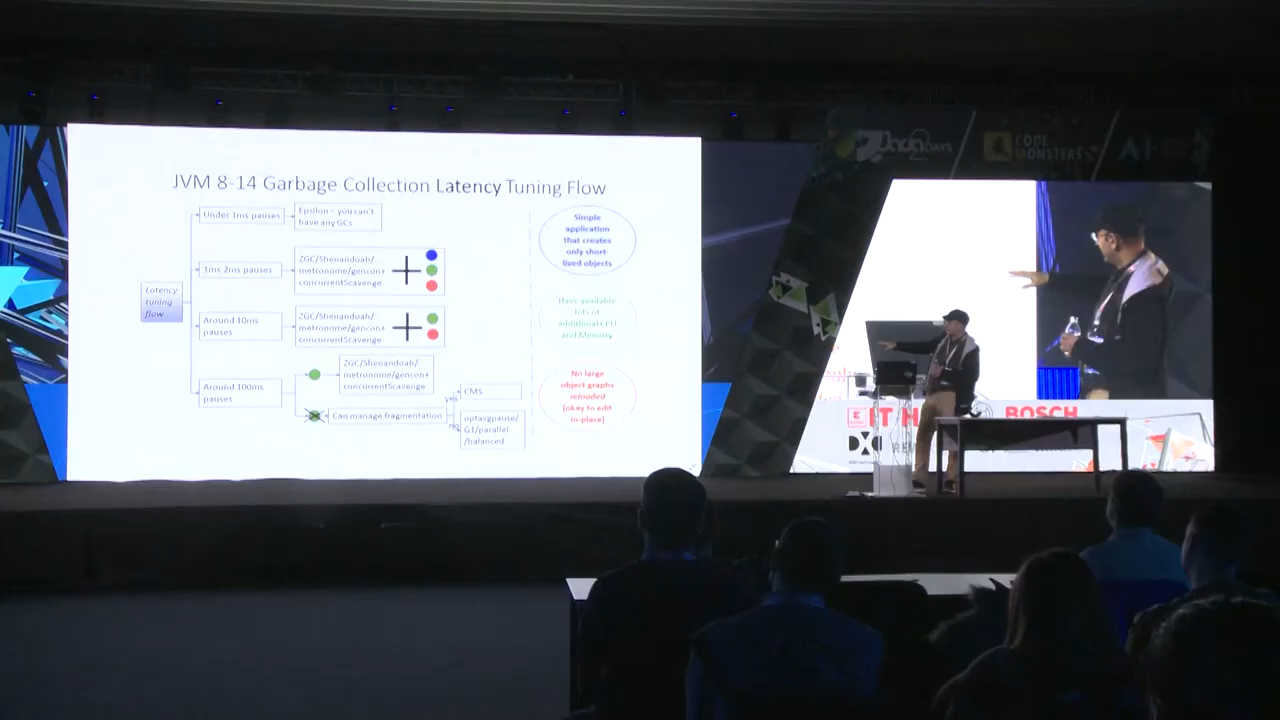 JVM 8-14 Garbage Collection Latency Tuning Flow
Under 1ms pauses
Epsilon – you can't
have any GCs
1ms-2ms pauses
ZGC/Shenandoah/
metronome/gencon+
concurrentScavenge
Latency
tuning
flow
Around 10ms
pauses
ZGC/Shenandoah/
metronome/gencon+
concurrentScavenge
Around 100ms
pauses
ZGC/Shenandoah/
metronome/gencon+
concurrentScavenge
Can manage fragmentation
yes
no
CMS
optavgpause/
G1/parallel
/balanced
Simple
application
that creates
only short-
lived objects
Have available
lots of
additional CPU
and Memory
No large
object graphs
reloaded
[okay to edit
in-place]
Java2
DAYS
CODE
MONSTERS
BOSCH